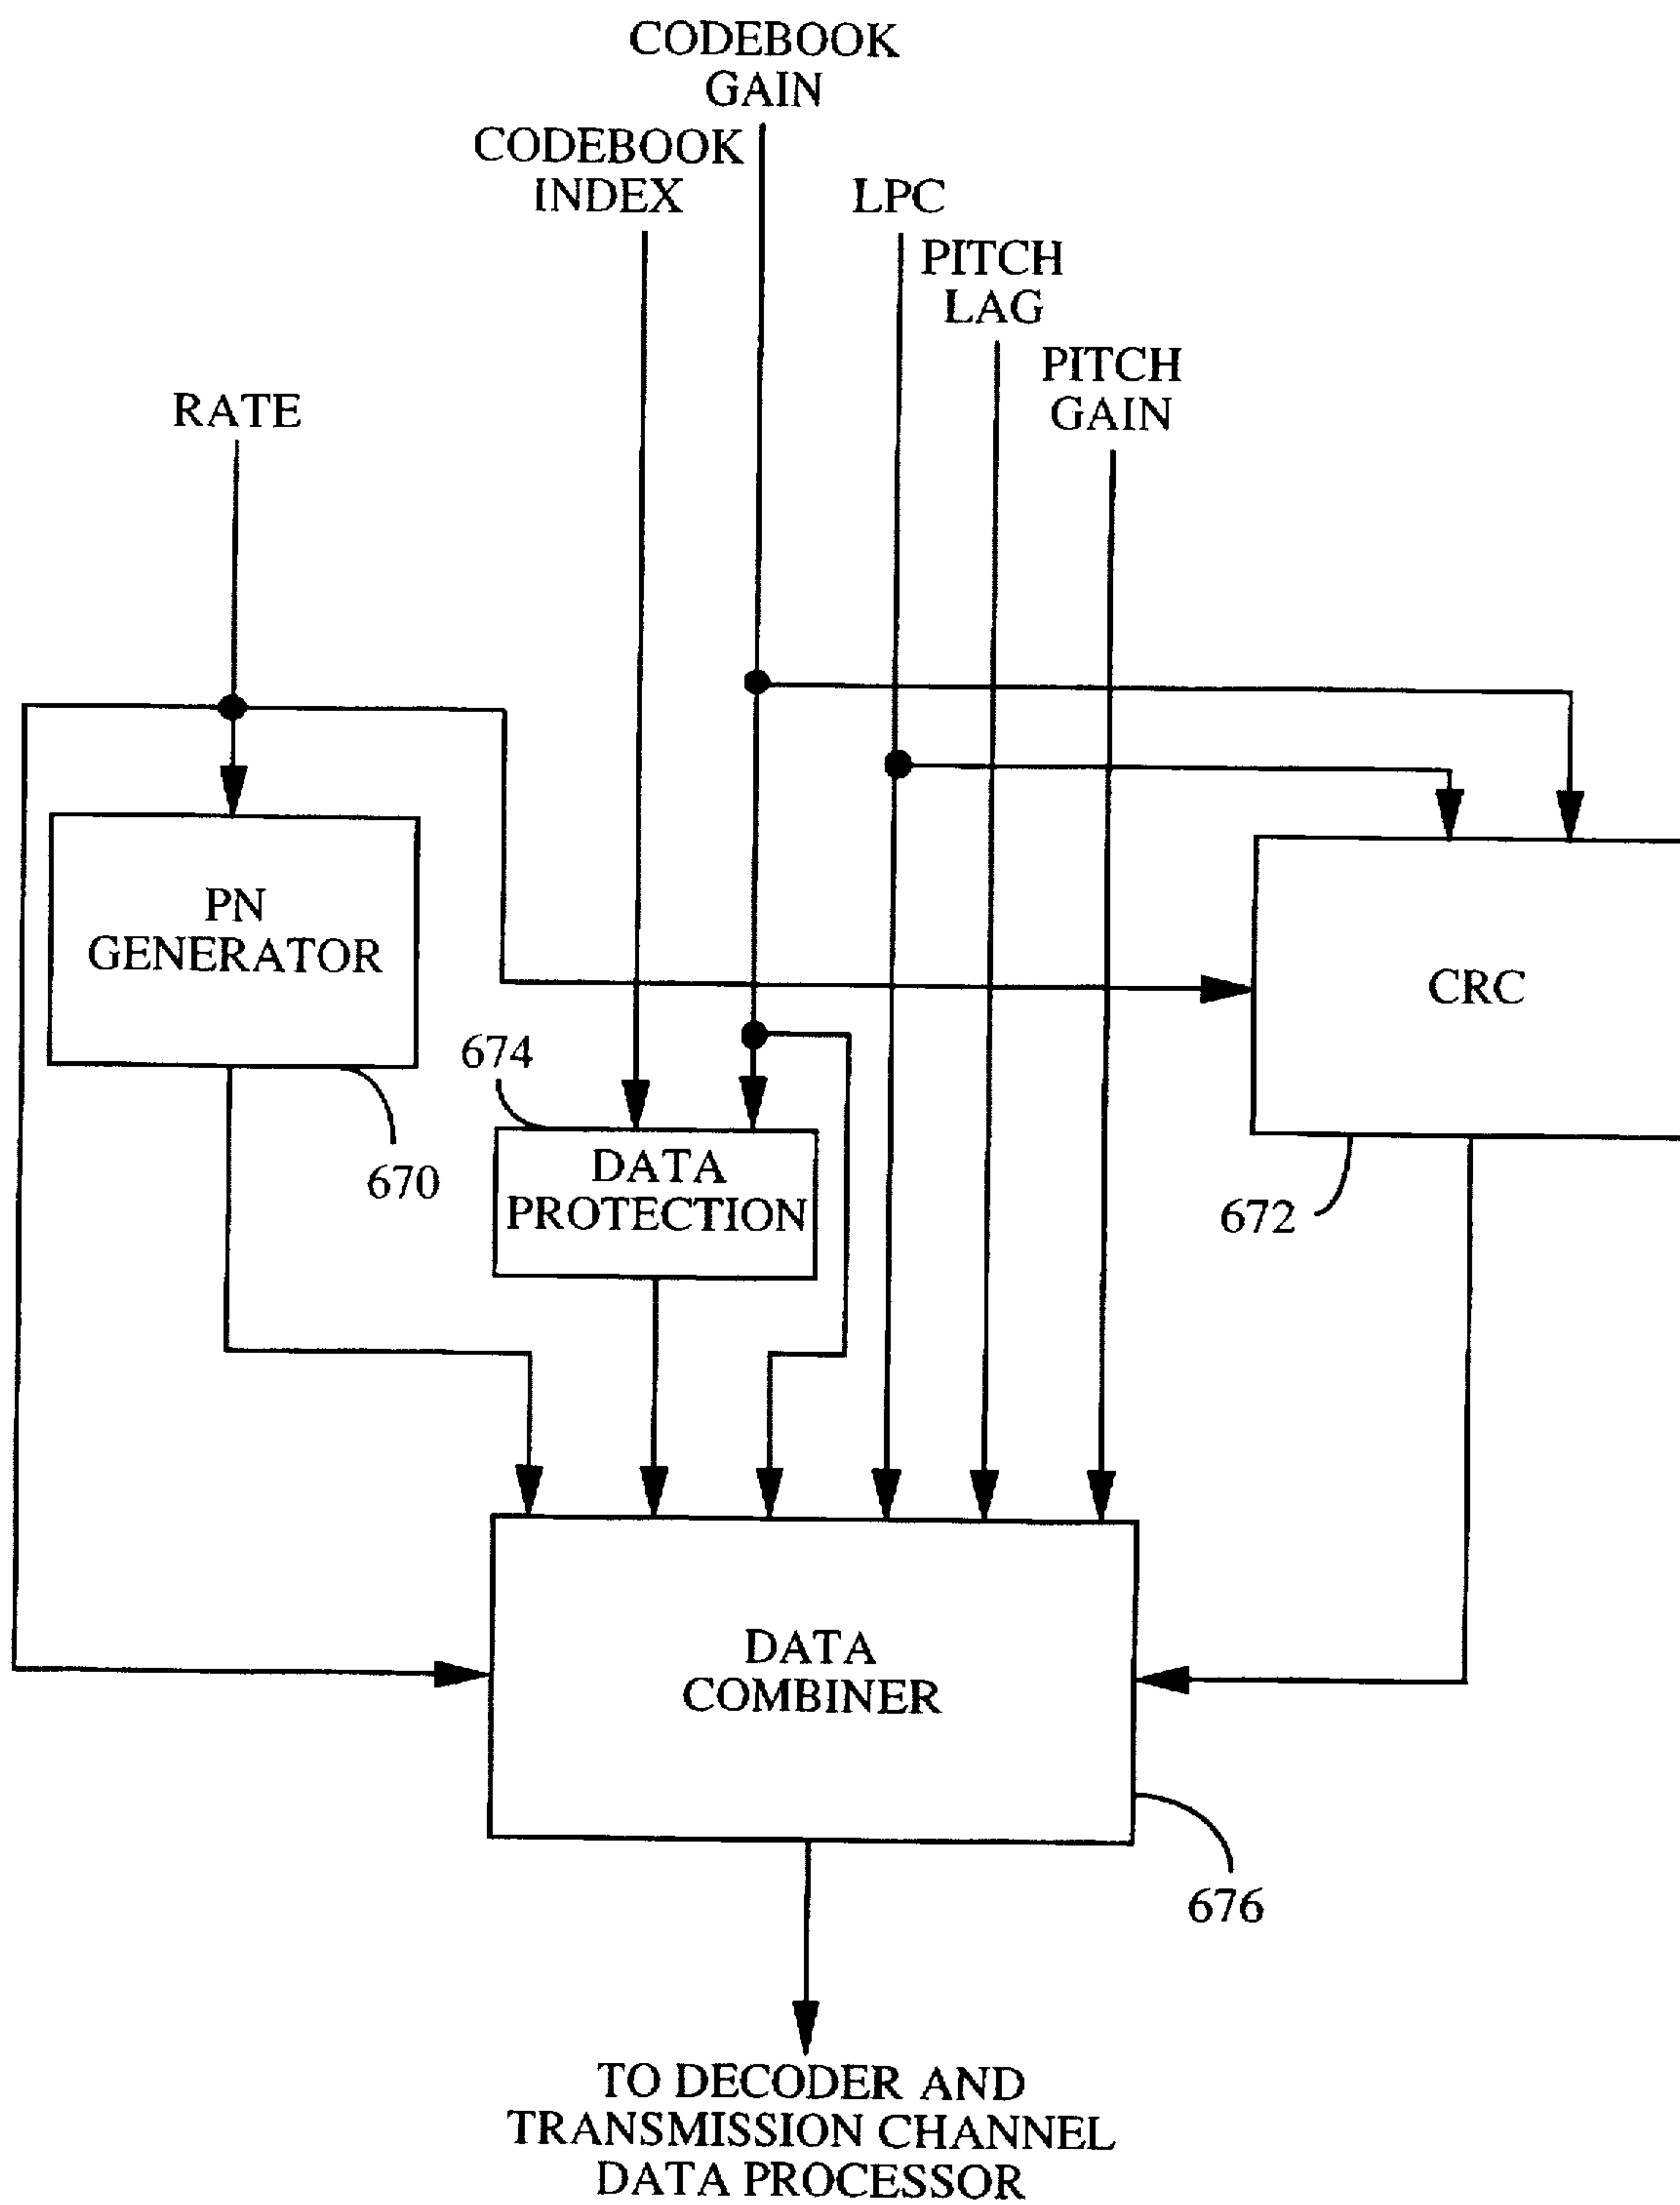 CODEBOOK
GAIN
CODEBOOK
INDEX
LPC
PITCH
LAG
PITCH
GAIN
RATE
PN
GENERATOR
CRC
674
DATA
PROTECTION
670
672
DATA
COMBINER
676
TO DECODER AND
TRANSMISSION CHANNEL
DATA PROCESSOR